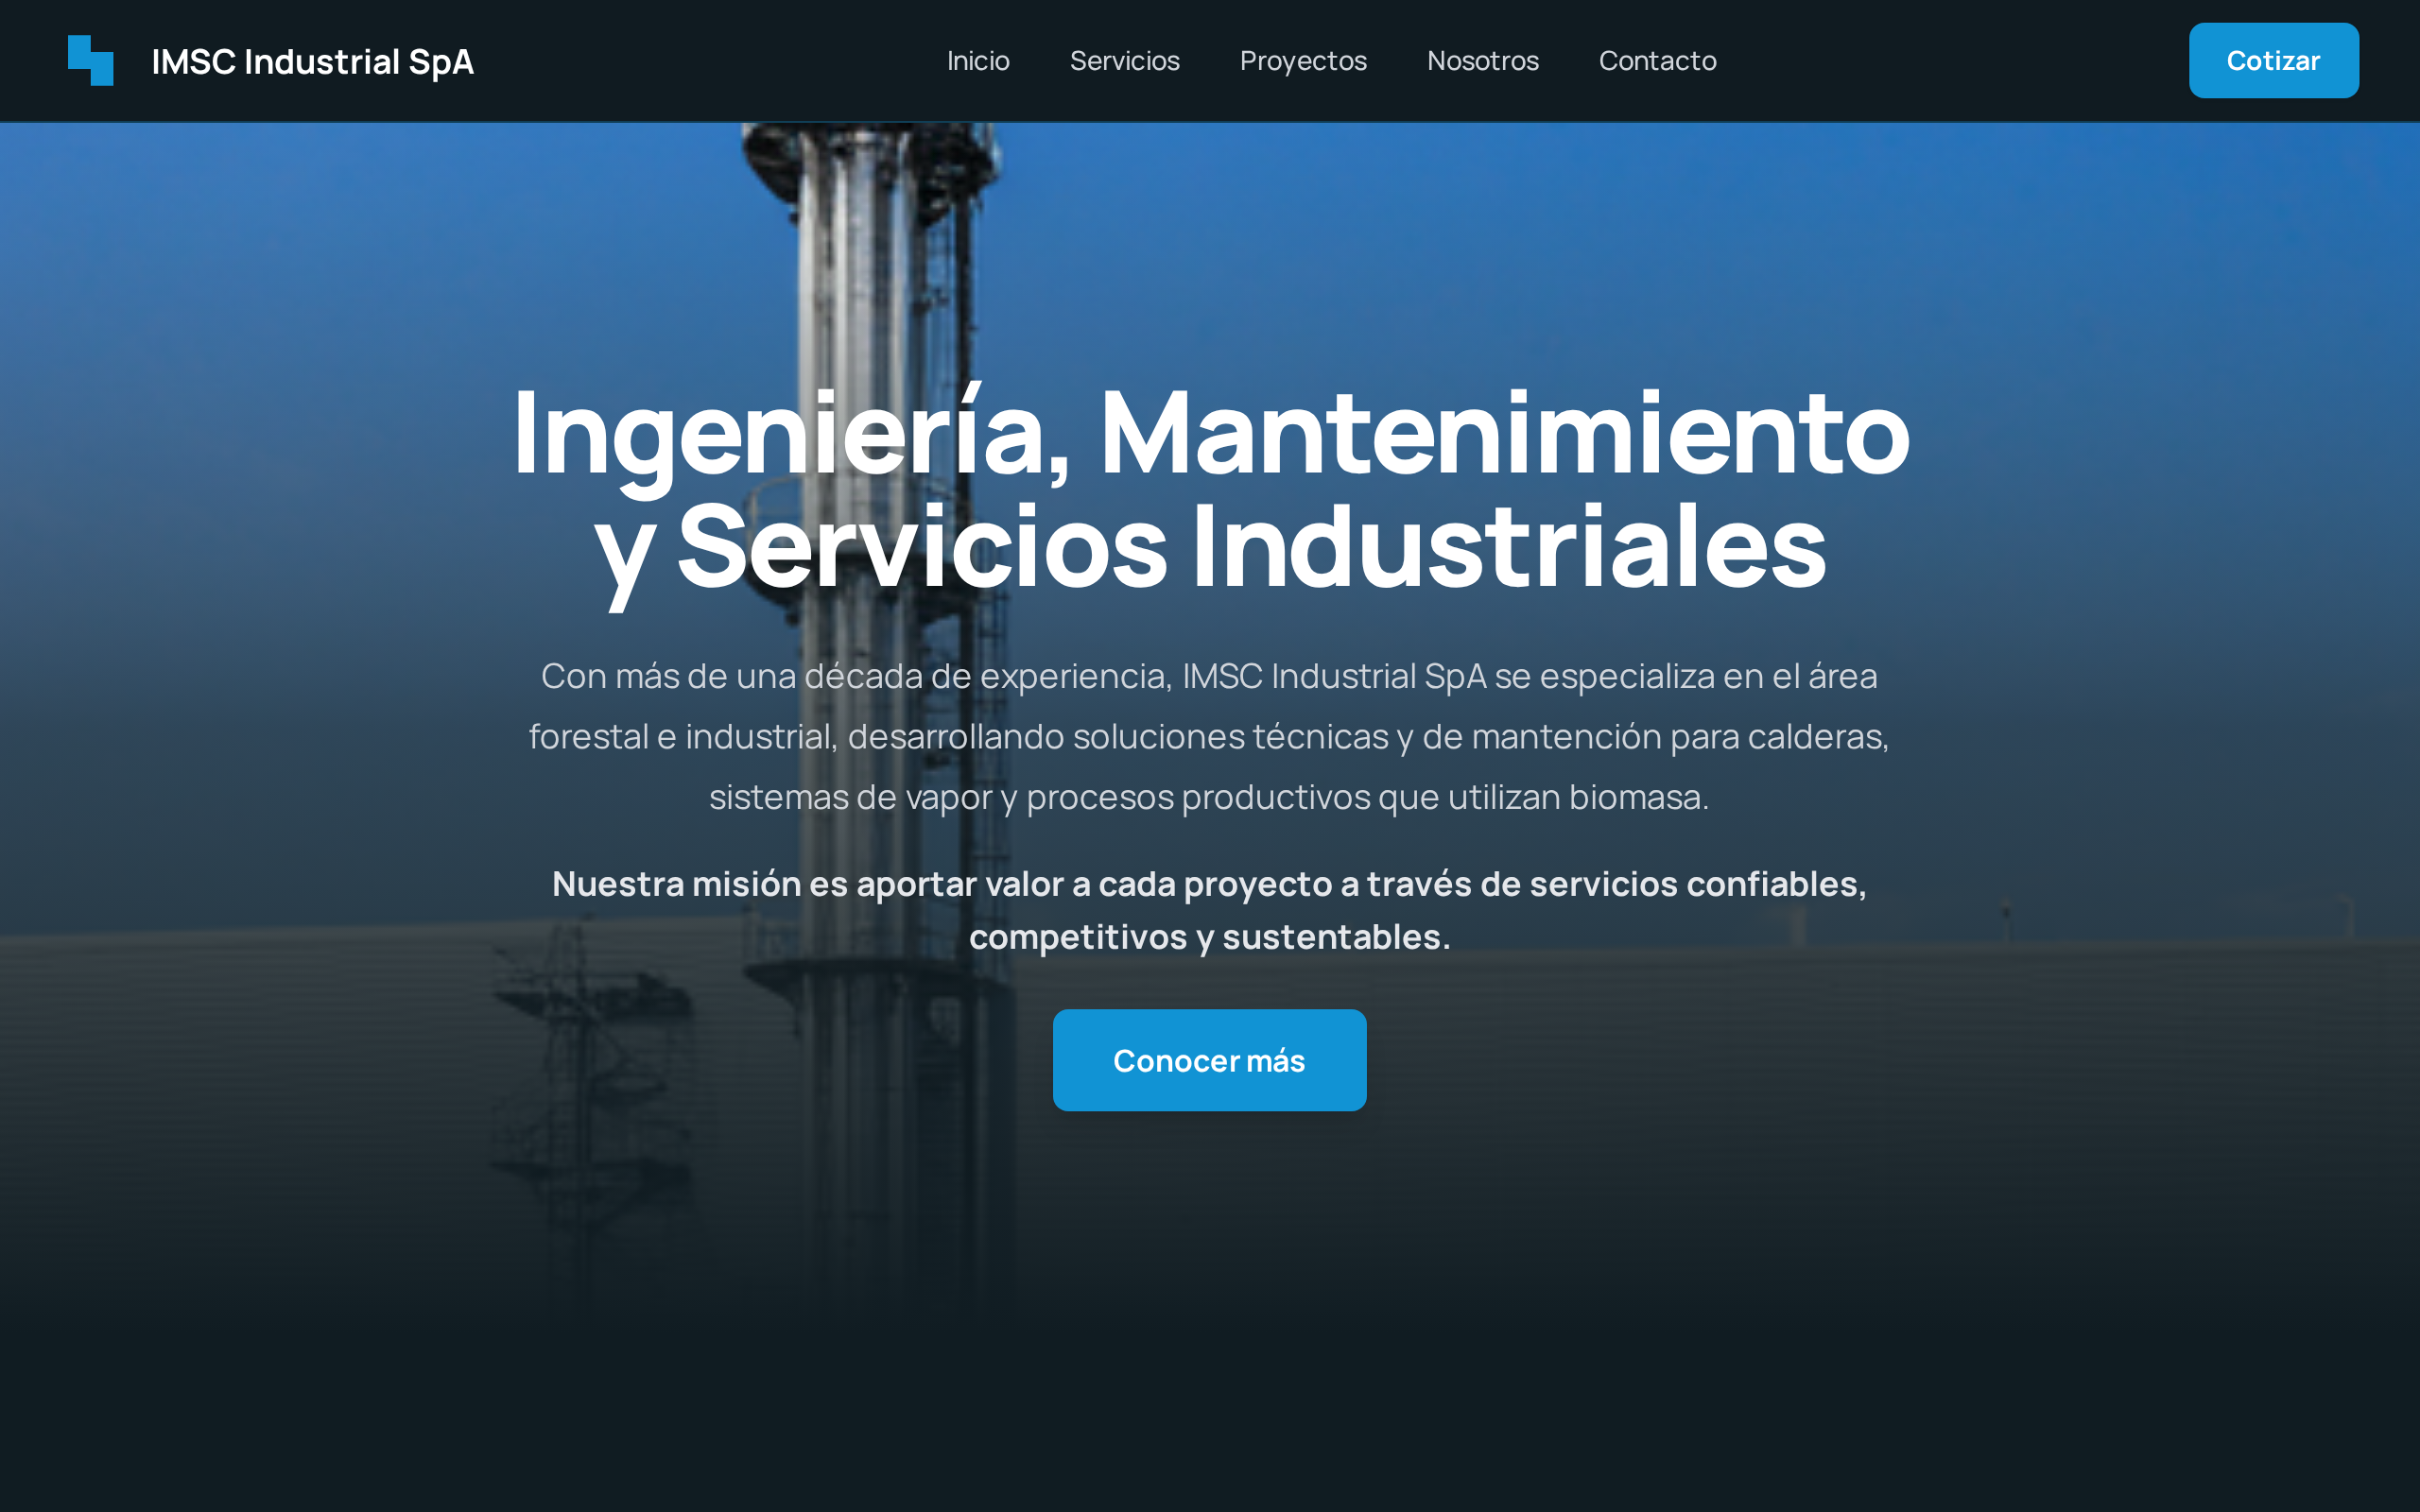 IMSC Industrial SpA
Inicio
Servicios
Proyectos
Nosotros
Contacto
Cotizar
Ingeniería, Mantenimiento
y Servicios Industriales
Con más de una década de experiencia, IMSC Industrial SpA se especializa en el área
forestal e industrial, desarrollando soluciones técnicas y de mantención para calderas,
sistemas de vapor y procesos productivos que utilizan biomasa.
Nuestra misión es aportar valor a cada proyecto a través de servicios confiables,
competitivos y sustentables.
Conocer más